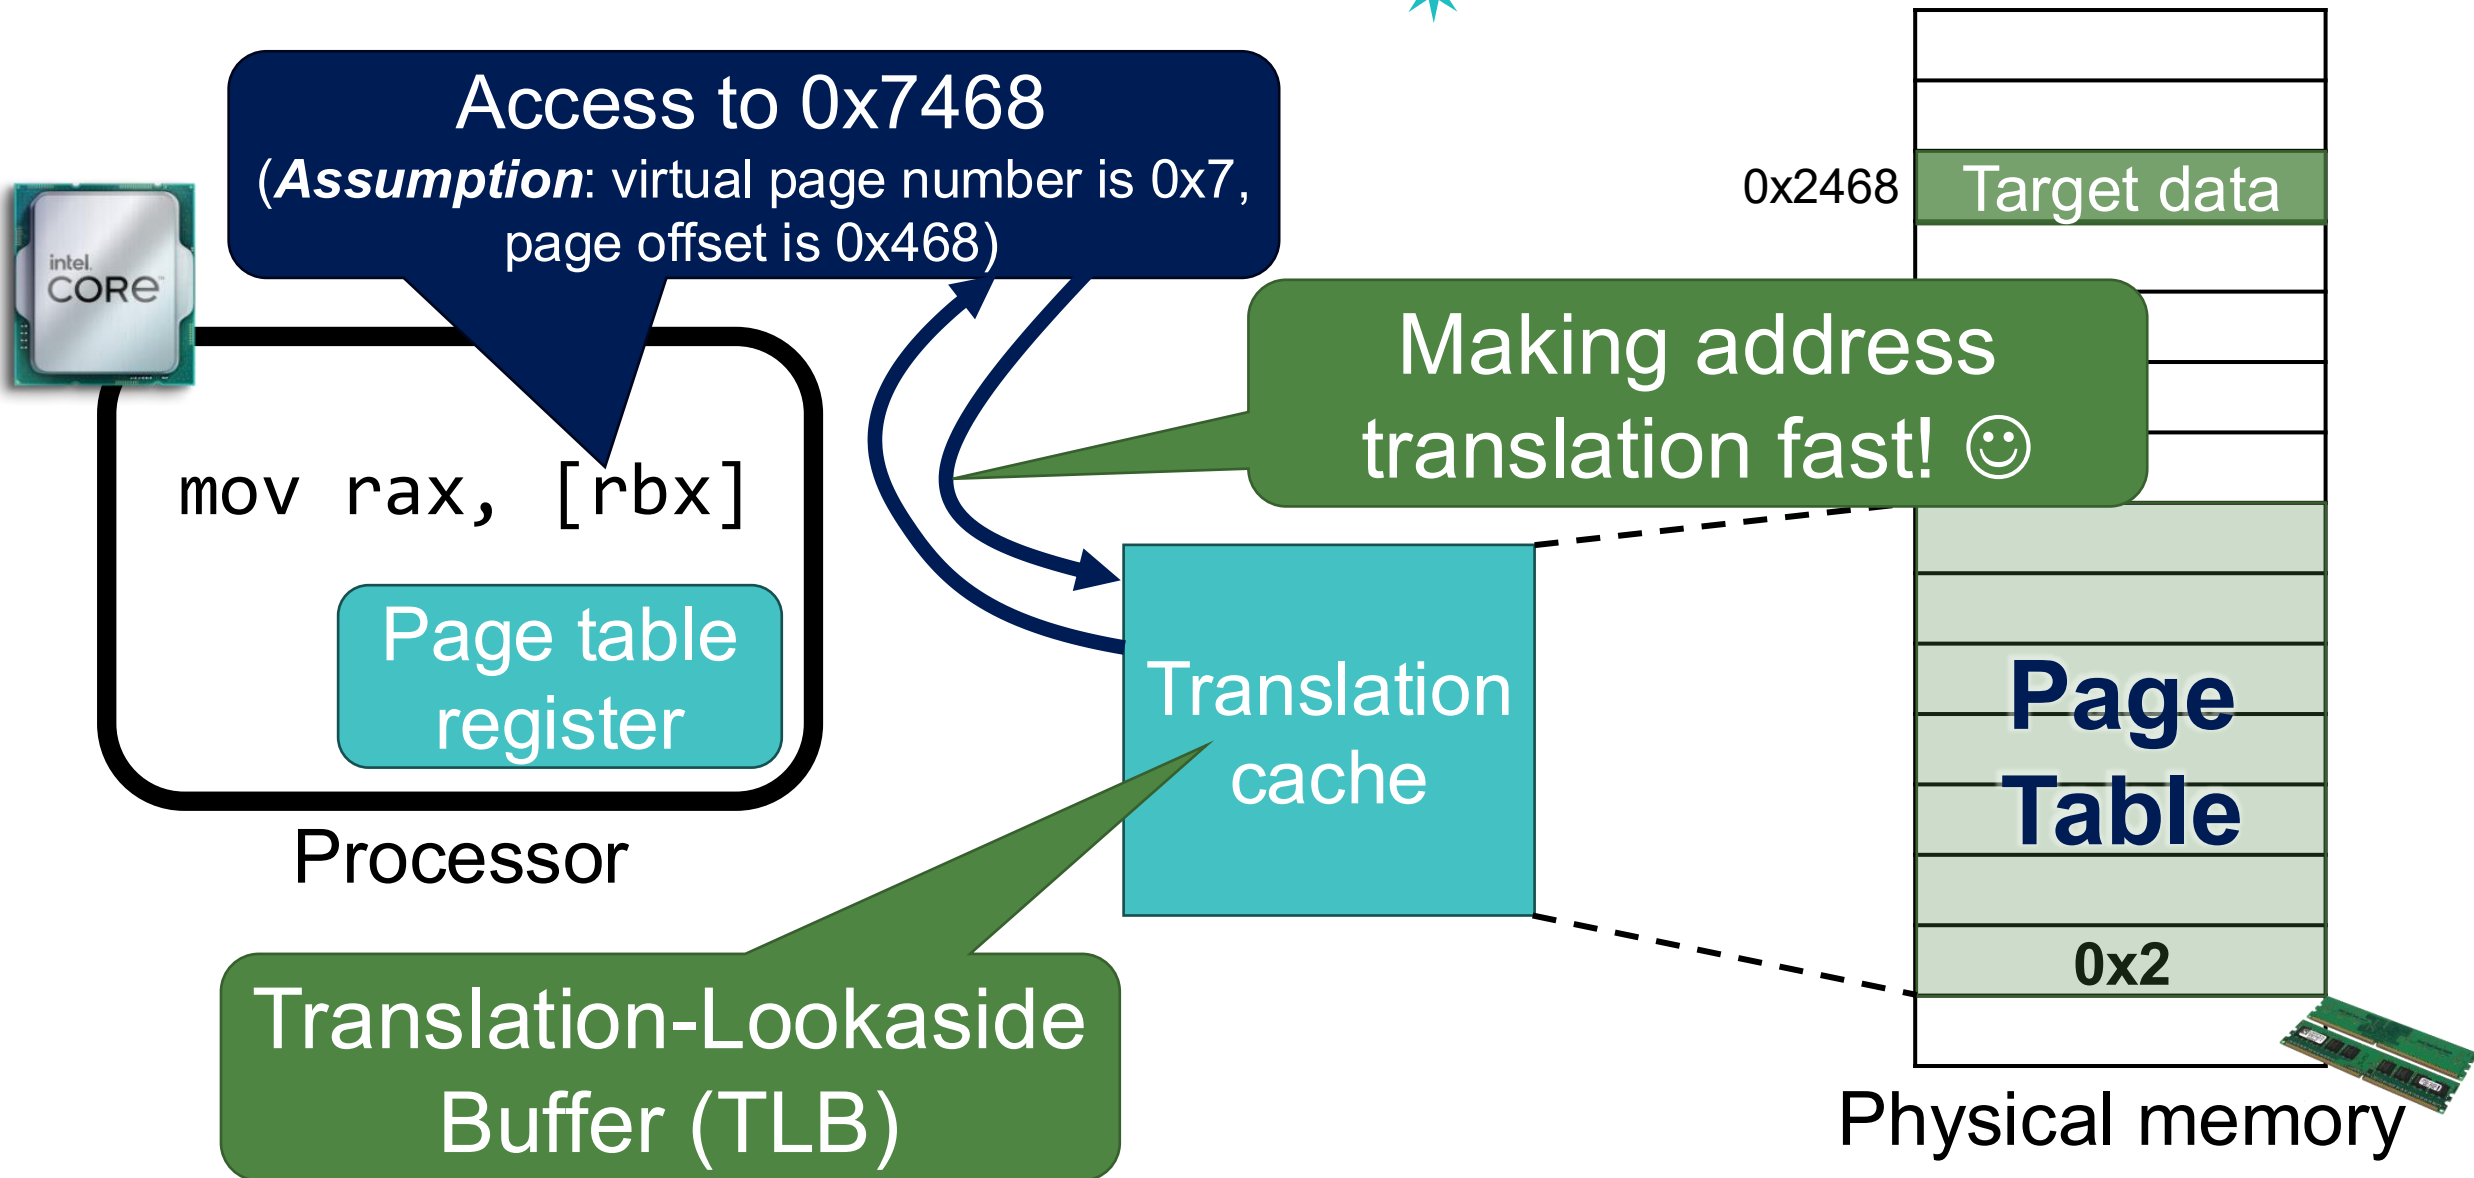 Access to 0x7468
(Assumption: virtual page number is 0x7,
page offset is 0x468)
intel.
CORe
mov rax, [rbx]
Page table
register
Processor
Making address
translation fast! ☺
Translation
cache
Translation-Lookaside
Buffer (TLB)
0x2468
Target data
Page
Table
0x2
Physical memory